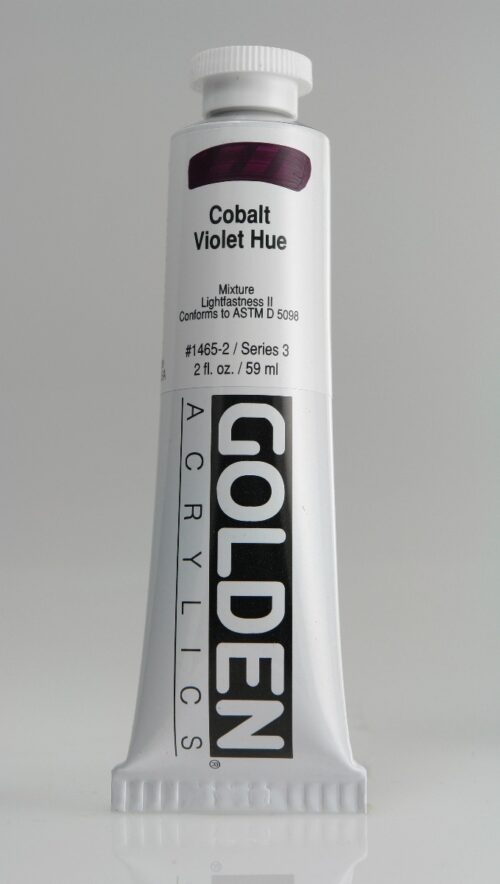 Cobalt
Violet Hue
Mixture
Lightfastness II
Conforms to ASTM D 5098
#1465-2 / Series 3
2 fl. oz. / 59 ml
GOLDEN®
ACRYLICS